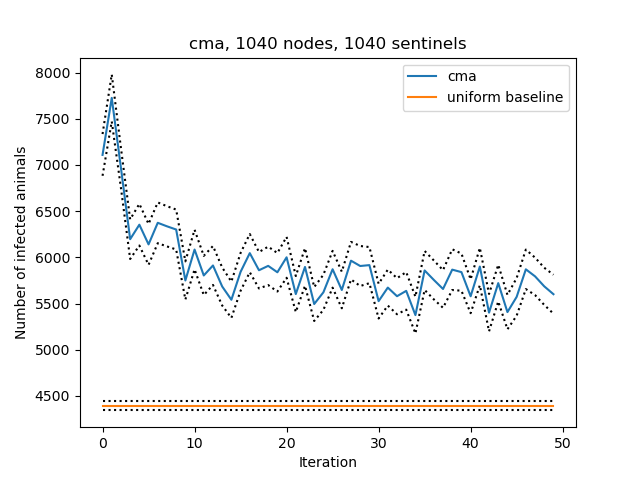 cma, 1040 nodes, 1040 sentinels
cma
uniform baseline
Number of infected animals
8000
7500
7000
6500
6000
5500
5000
4500
0 10 20 30 40 50
Iteration